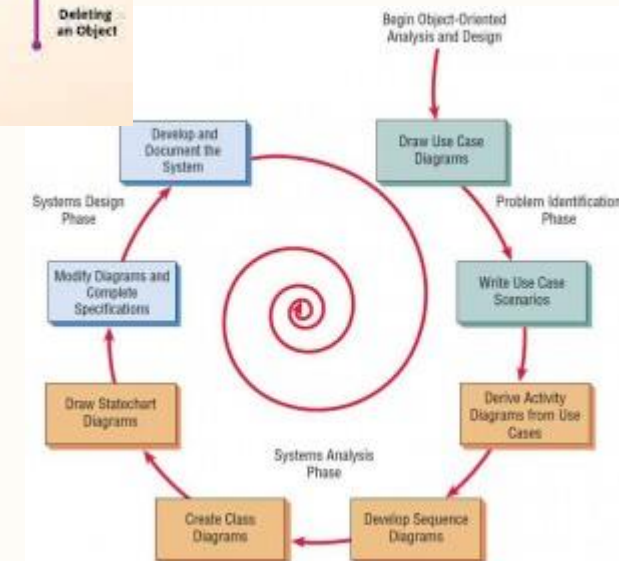 Deleting
an Object
Begin Object-Oriented
Analysis and Design
Develop and
Document the
System
Draw Use Case
Diagrams
Systems Design
Phase
Problem Identification
Phase
Modify Diagrams and
Complete
Specifications
Write Use Case
Scenarios
Draw Statechart
Diagrams
Derive Activity
Diagrams from Use
Cases
Systems Analysis
Phase
Create Class
Diagrams
Develop Sequence
Diagrams